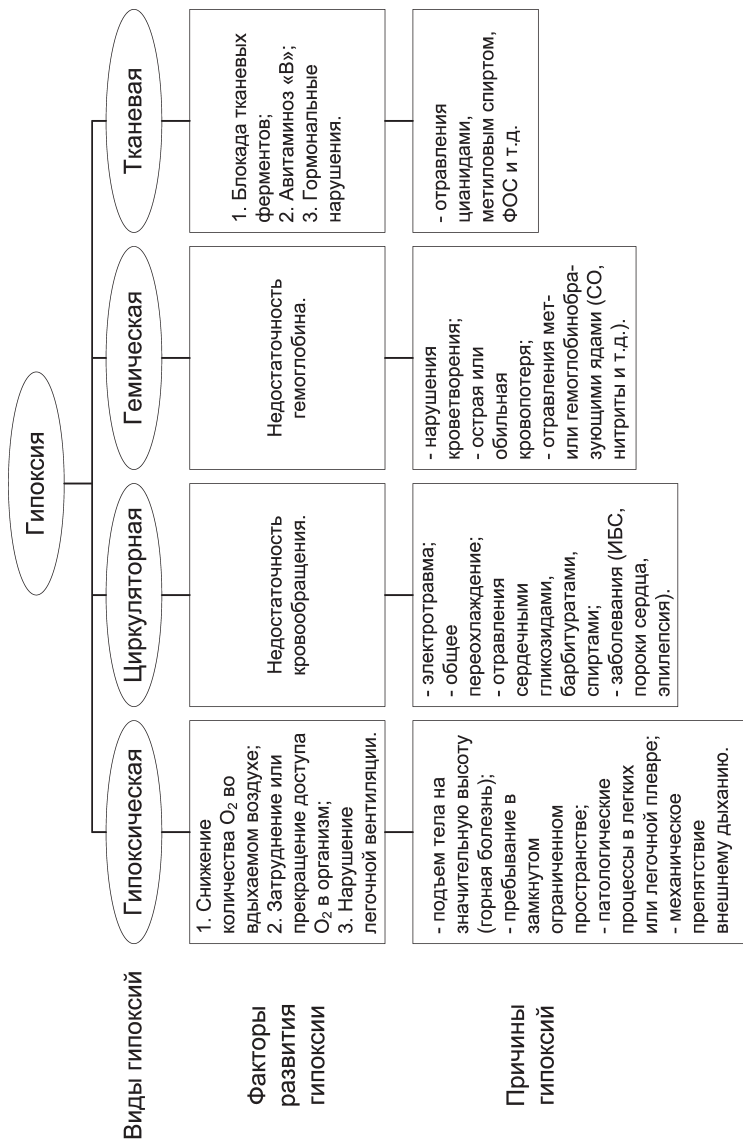 Гипоксия
Виды гипоксий
Гипоксическая
Циркуляторная
Гемическая
Тканевая
Факторы
развития
гипоксии
1. Снижение
количества O₂ во
вдыхаемом воздухе;
2. Затруднение или
прекращение доступа
O₂ в организм;
3. Нарушение
легочной вентиляции.
Недостаточность
кровообращения.
Недостаточность
гемоглобина.
1. Блокада тканевых
ферментов;
2. Авитаминоз «В»;
3. Гормональные
нарушения.
Причины
гипоксий
- подъем тела на
значительную высоту
(горная болезнь);
- пребывание в
замкнутом
ограниченном
пространстве;
- патологические
процессы в легких
или легочной плевре;
- механическое
препятствие
внешнему дыханию.
- электротравма;
- общее
переохлаждение;
- отравления
сердечными
гликозидами,
барбитуратами,
спиртами;
- заболевания (ИБС,
пороки сердца,
эпилепсия).
- нарушения
кроветворения;
- острая или
обильная
кровопотеря;
- отравления мет-
или гемоглобинобра-
зующими ядами (СО,
нитриты и т.д.).
- отравления
цианидами,
метиловым спиртом,
ФОС и т.д.